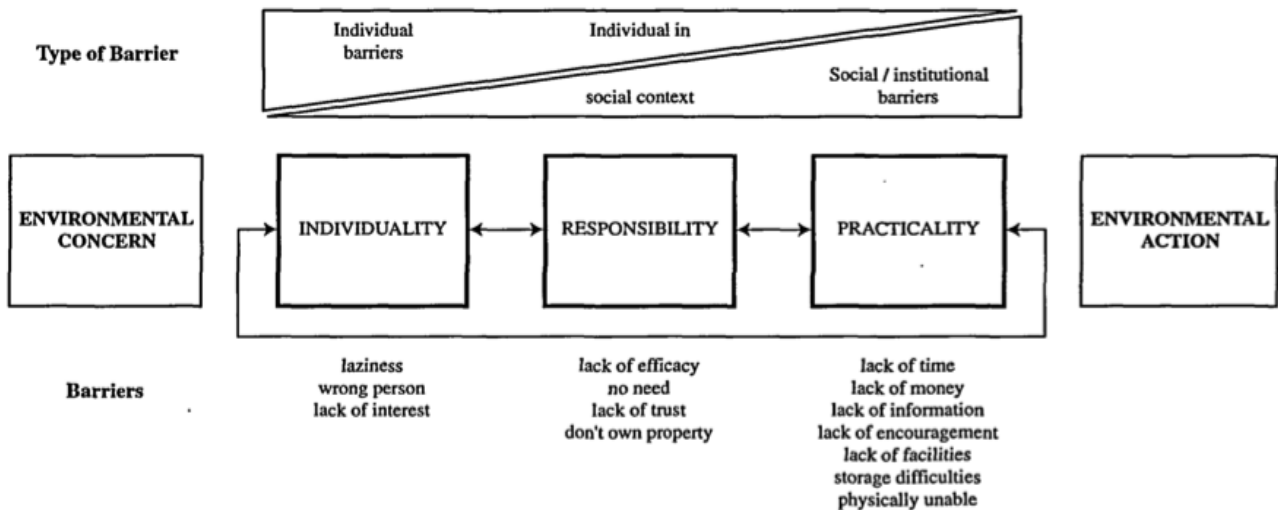 Type of Barrier
Individual
barriers
Individual in
social context
Social / institutional
barriers
ENVIRONMENTAL
CONCERN
INDIVIDUALITY
RESPONSIBILITY
PRACTICALITY
ENVIRONMENTAL
ACTION
Barriers
laziness
wrong person
lack of interest
lack of efficacy
no need
lack of trust
don't own property
lack of time
lack of money
lack of information
lack of encouragement
lack of facilities
storage difficulties
physically unable